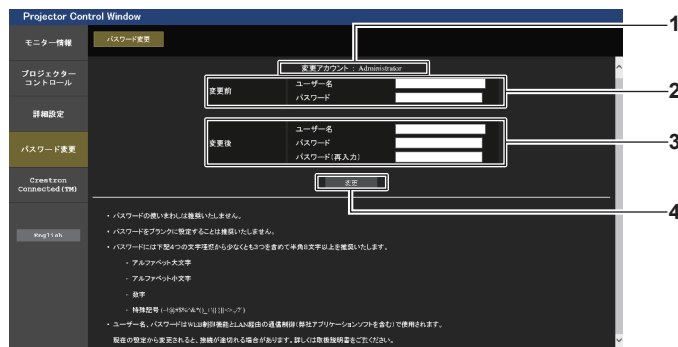 Projector Control Window
モニター情報
プロジェクター
コントロール
詳細設定
パスワード変更
Crestron
Connected(TM)
English
パスワード変更
変更アカウント : Administrator
変更前
ユーザー名
パスワード
変更後
ユーザー名
パスワード
パスワード(再入力)
変更
・パスワードの使いまわしは推奨いたしません。
・パスワードをブランクに設定することは推奨いたしません。
・パスワードには下記4つの文字種類から少なくとも3つを含めて半角8文字以上を推奨いたします。
- アルファベット大文字
- アルファベット小文字
- 数字
- 特殊記号
・ユーザー名、パスワードはWEB制御機能とLAN経由の通信制御(弊社アプリケーションソフトを含む)で使用されます。
現在の設定から変更されると、接続が途切れる場合があります。詳しくは取扱説明書をご覧ください。
1
2
3
4